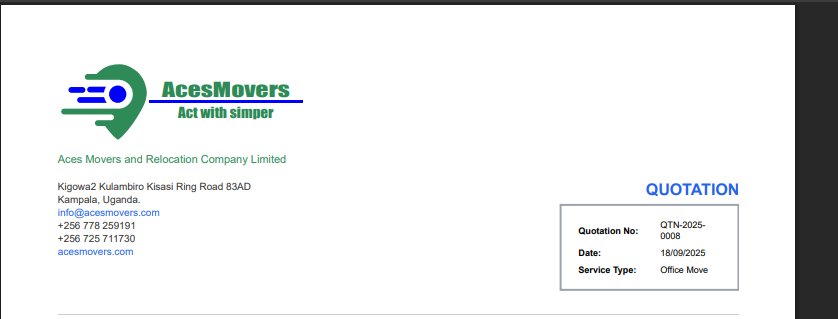 AcesMovers
Act with simper
Aces Movers and Relocation Company Limited
Kigowa2 Kulambiro Kisasi Ring Road 83AD
Kampala, Uganda.
info@acesmovers.com
+256 778 259191
+256 725 711730
acesmovers.com
QUOTATION
Quotation No: QTN-2025-
0008
Date: 18/09/2025
Service Type: Office Move